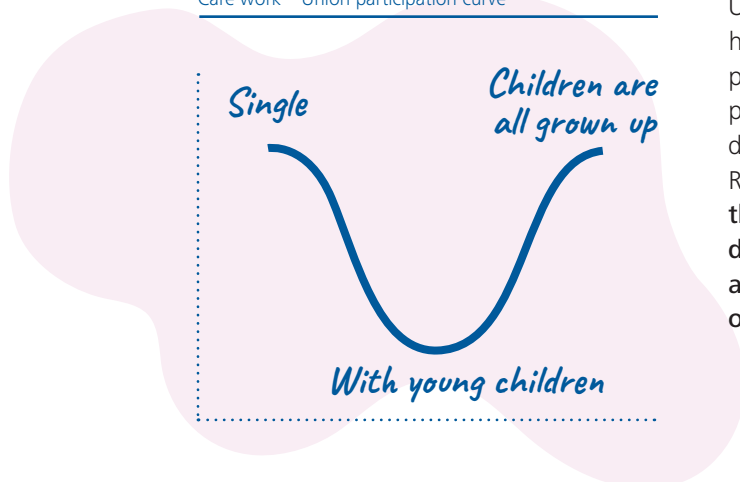 Care work – Union participation curve
Single
Children are
all grown up
With young children